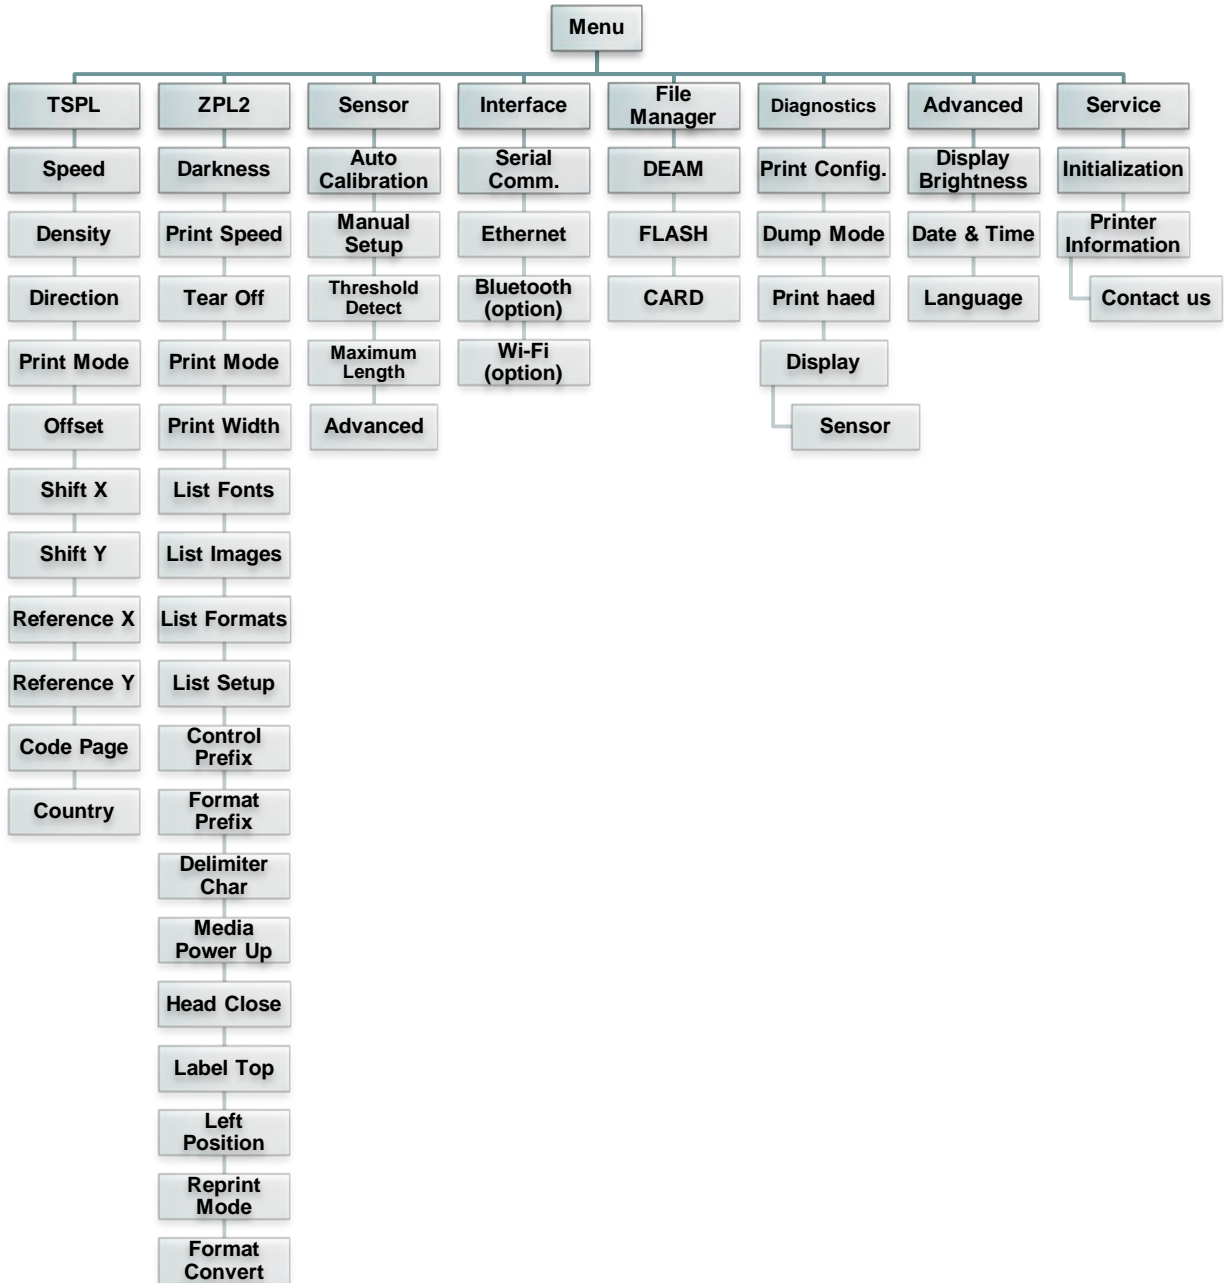 Menu
TSPL
Speed
Density
Direction
Print Mode
Offset
Shift X
Shift Y
Reference X
Reference Y
Code Page
Country
ZPL2
Darkness
Print Speed
Tear Off
Print Mode
Print Width
List Fonts
List Images
List Formats
List Setup
Control
Prefix
Format
Prefix
Delimiter
Char
Media
Power Up
Head Close
Label Top
Left
Position
Reprint
Mode
Format
Convert
Sensor
Auto
Calibration
Manual
Setup
Threshold
Detect
Maximum
Length
Advanced
Interface
Serial
Comm.
Ethernet
Bluetooth
(option)
Wi-Fi
(option)
File
Manager
DEAM
FLASH
CARD
Diagnostics
Print Config.
Dump Mode
Print haed
Display
Sensor
Advanced
Display
Brightness
Date & Time
Language
Service
Initialization
Printer
Information
Contact us